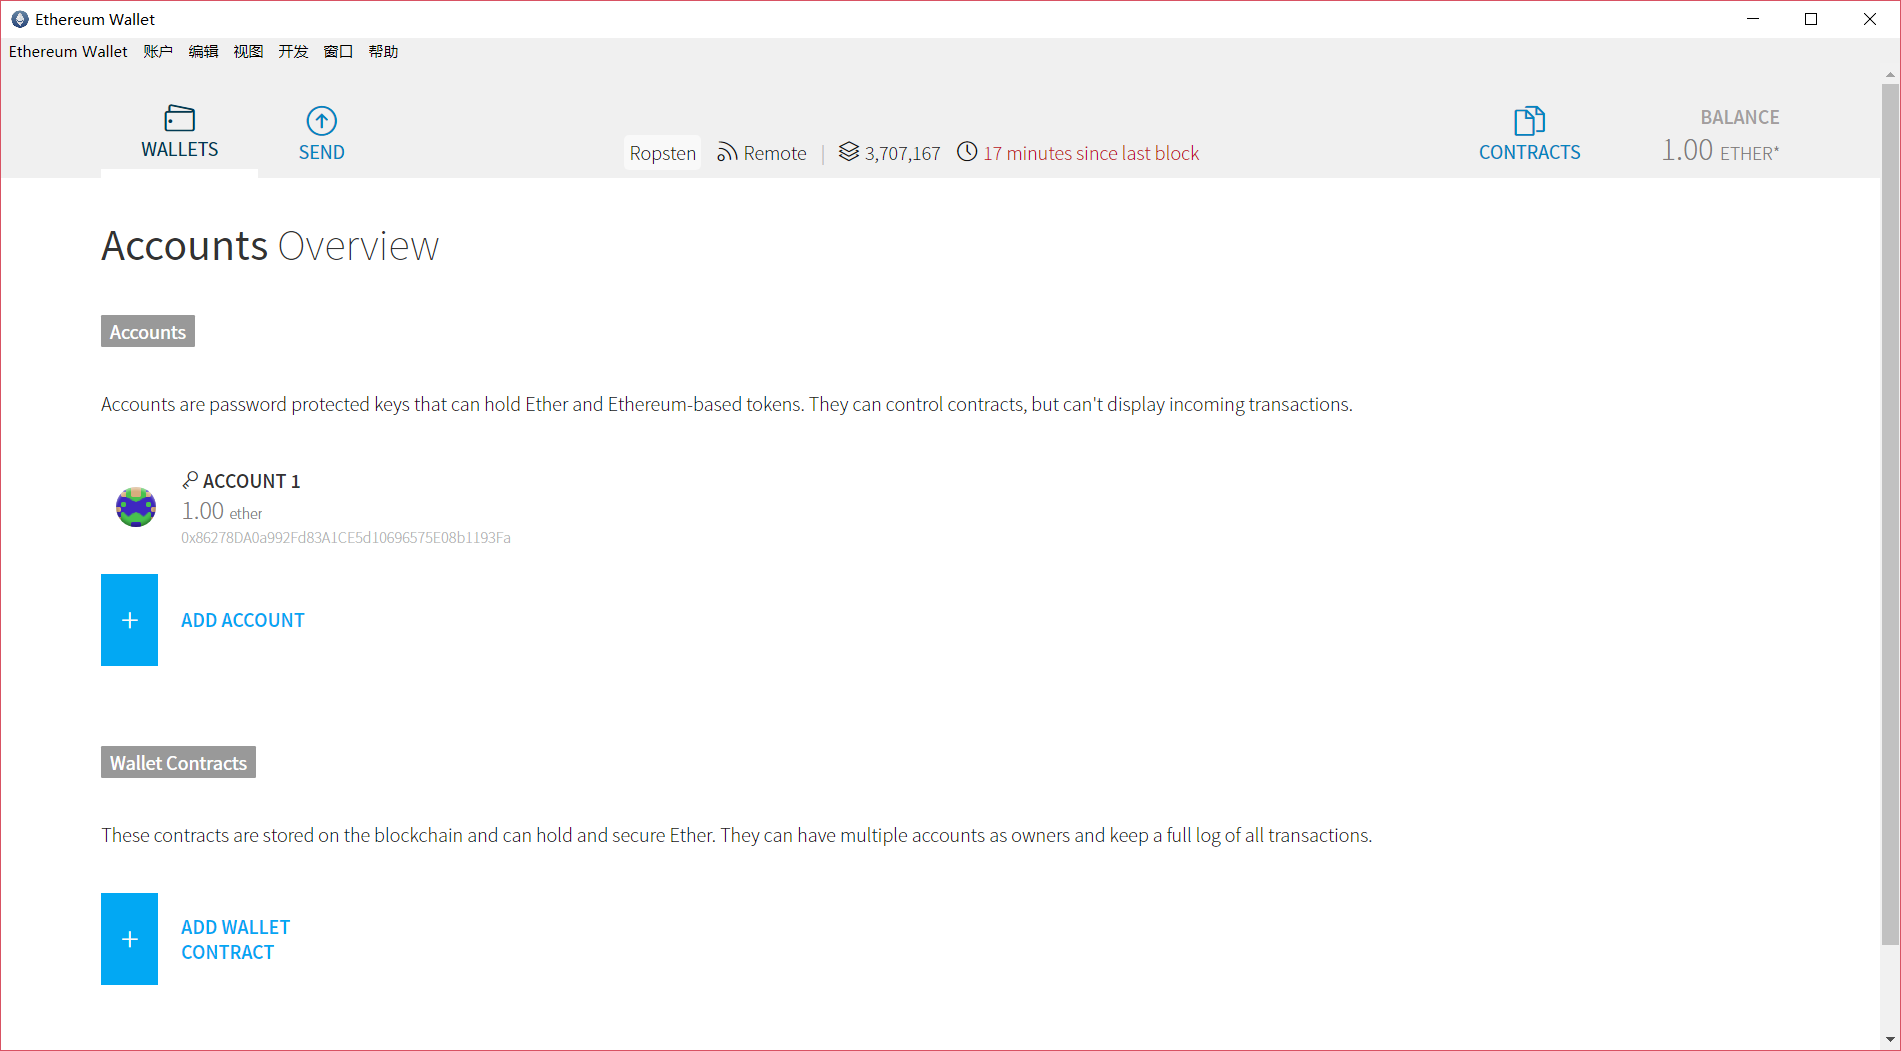 Ethereum Wallet
Ethereum Wallet 账户 编辑 视图 开发 窗口 帮助
WALLETS
SEND
Ropsten Remote | 3,707,167 17 minutes since last block
CONTRACTS
BALANCE
1.00 ETHER*
Accounts Overview
Accounts
Accounts are password protected keys that can hold Ether and Ethereum-based tokens. They can control contracts, but can't display incoming transactions.
ACCOUNT 1
1.00 ether
0x86278DA0a992Fd83A1CE5d10696575E08b1193Fa
+ ADD ACCOUNT
Wallet Contracts
These contracts are stored on the blockchain and can hold and secure Ether. They can have multiple accounts as owners and keep a full log of all transactions.
+ ADD WALLET
CONTRACT